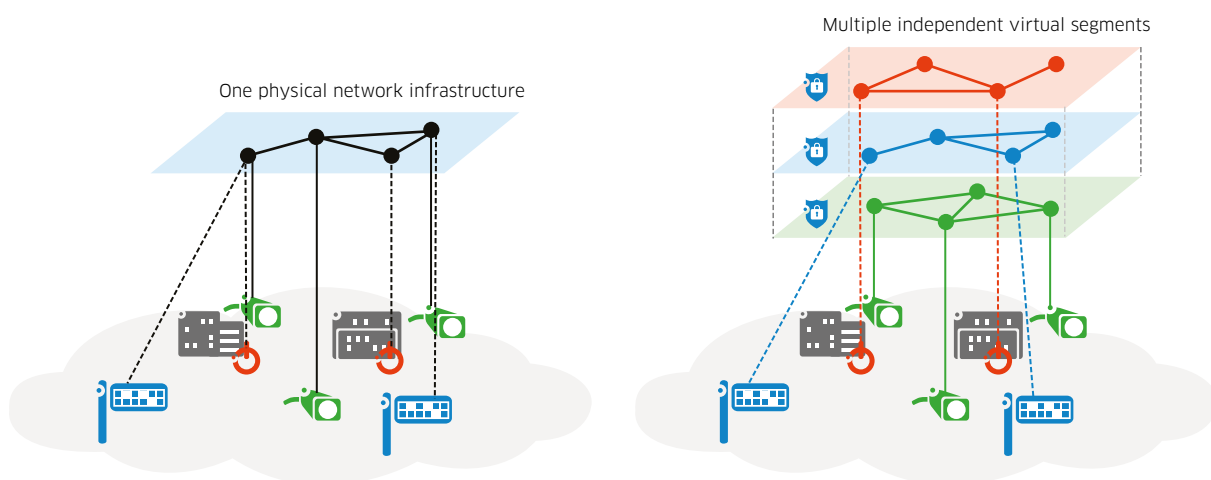 One physical network infrastructure
Multiple independent virtual segments